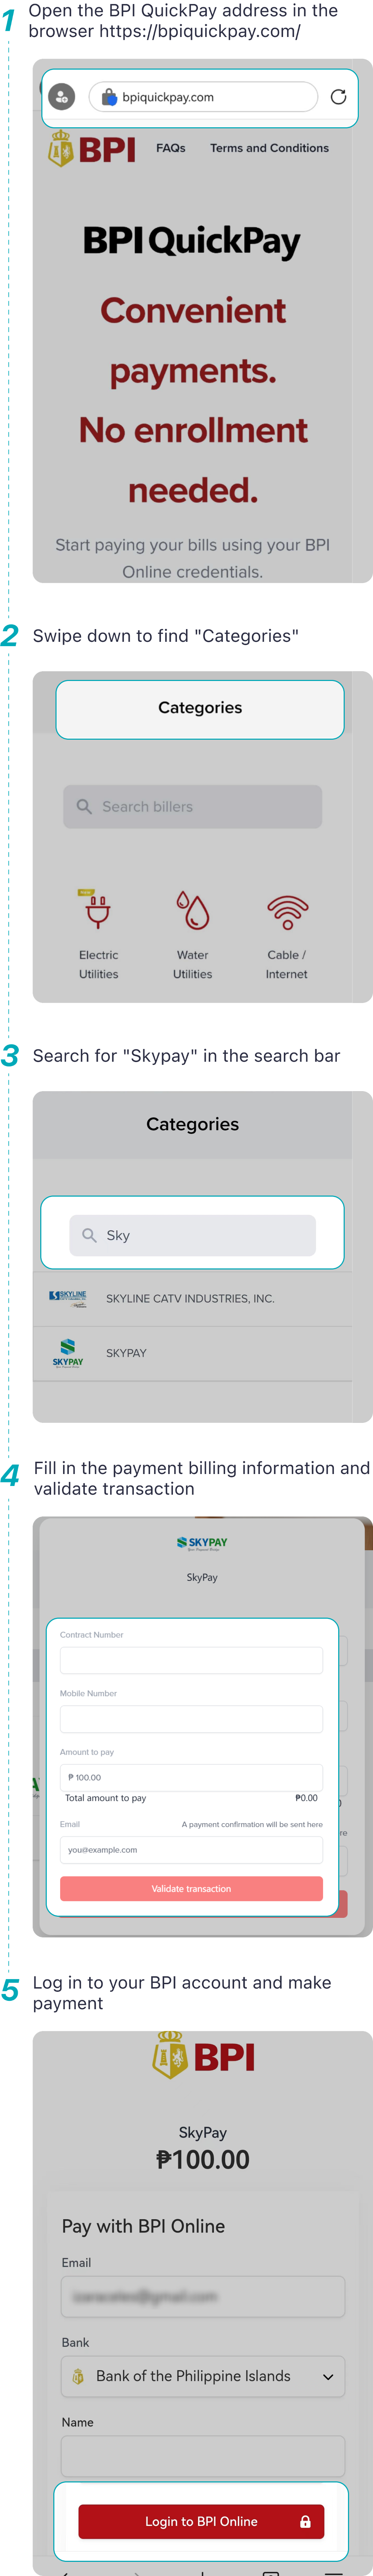 1
Open the BPI QuickPay address in the
browser https://bpiquickpay.com/
bpiquickpay.com
BPI
FAQs
Terms and Conditions
BPI QuickPay
Convenient
payments.
No enrollment
needed.
Start paying your bills using your BPI
Online credentials.
2
Swipe down to find "Categories"
Categories
Search billers
Electric
Utilities
Water
Utilities
Cable /
Internet
3
Search for "Skypay" in the search bar
Categories
Sky
SKYLINE
SKYLINE CATV INDUSTRIES, INC.
SKYPAY
SKYPAY
4
Fill in the payment billing information and
validate transaction
SKYPAY
Your Payment Bridge
SkyPay
Contract Number
Mobile Number
Amount to pay
₱ 100.00
Total amount to pay ₱0.00
Email A payment confirmation will be sent here
you@example.com
Validate transaction
5
Log in to your BPI account and make
payment
BPI
SkyPay
₱100.00
Pay with BPI Online
Email
Bank
Bank of the Philippine Islands
Name
Login to BPI Online